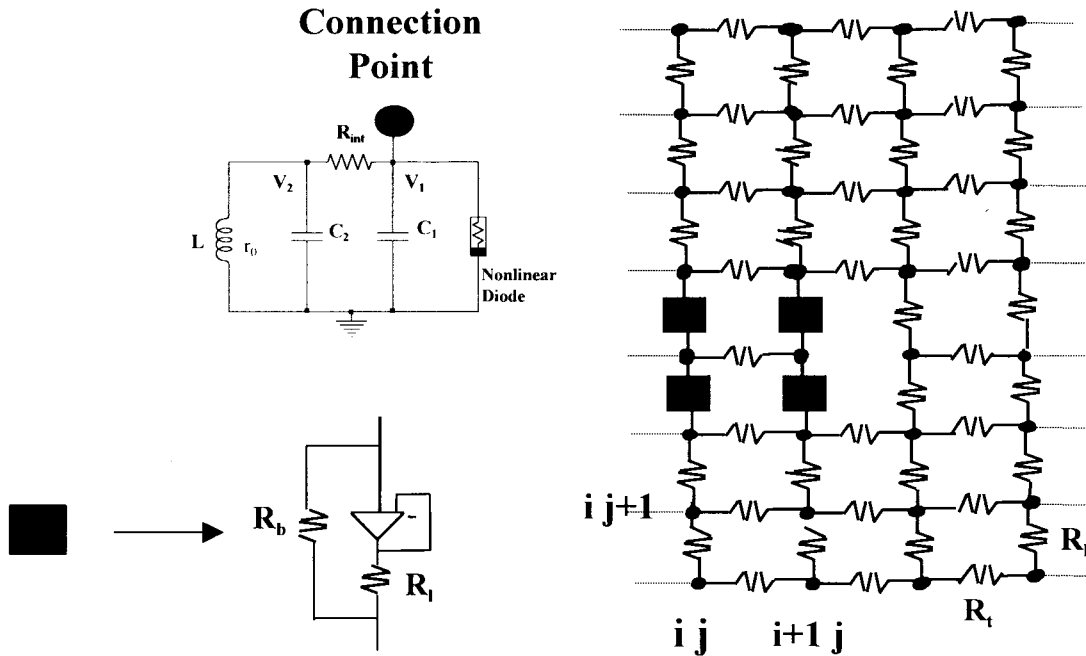 Connection
Point
R_int
V_2
V_1
L
r_0
C_2
C_1
Nonlinear
Diode
R_b
-
R_l
i j+1
R_l
R_t
i j
i+1 j